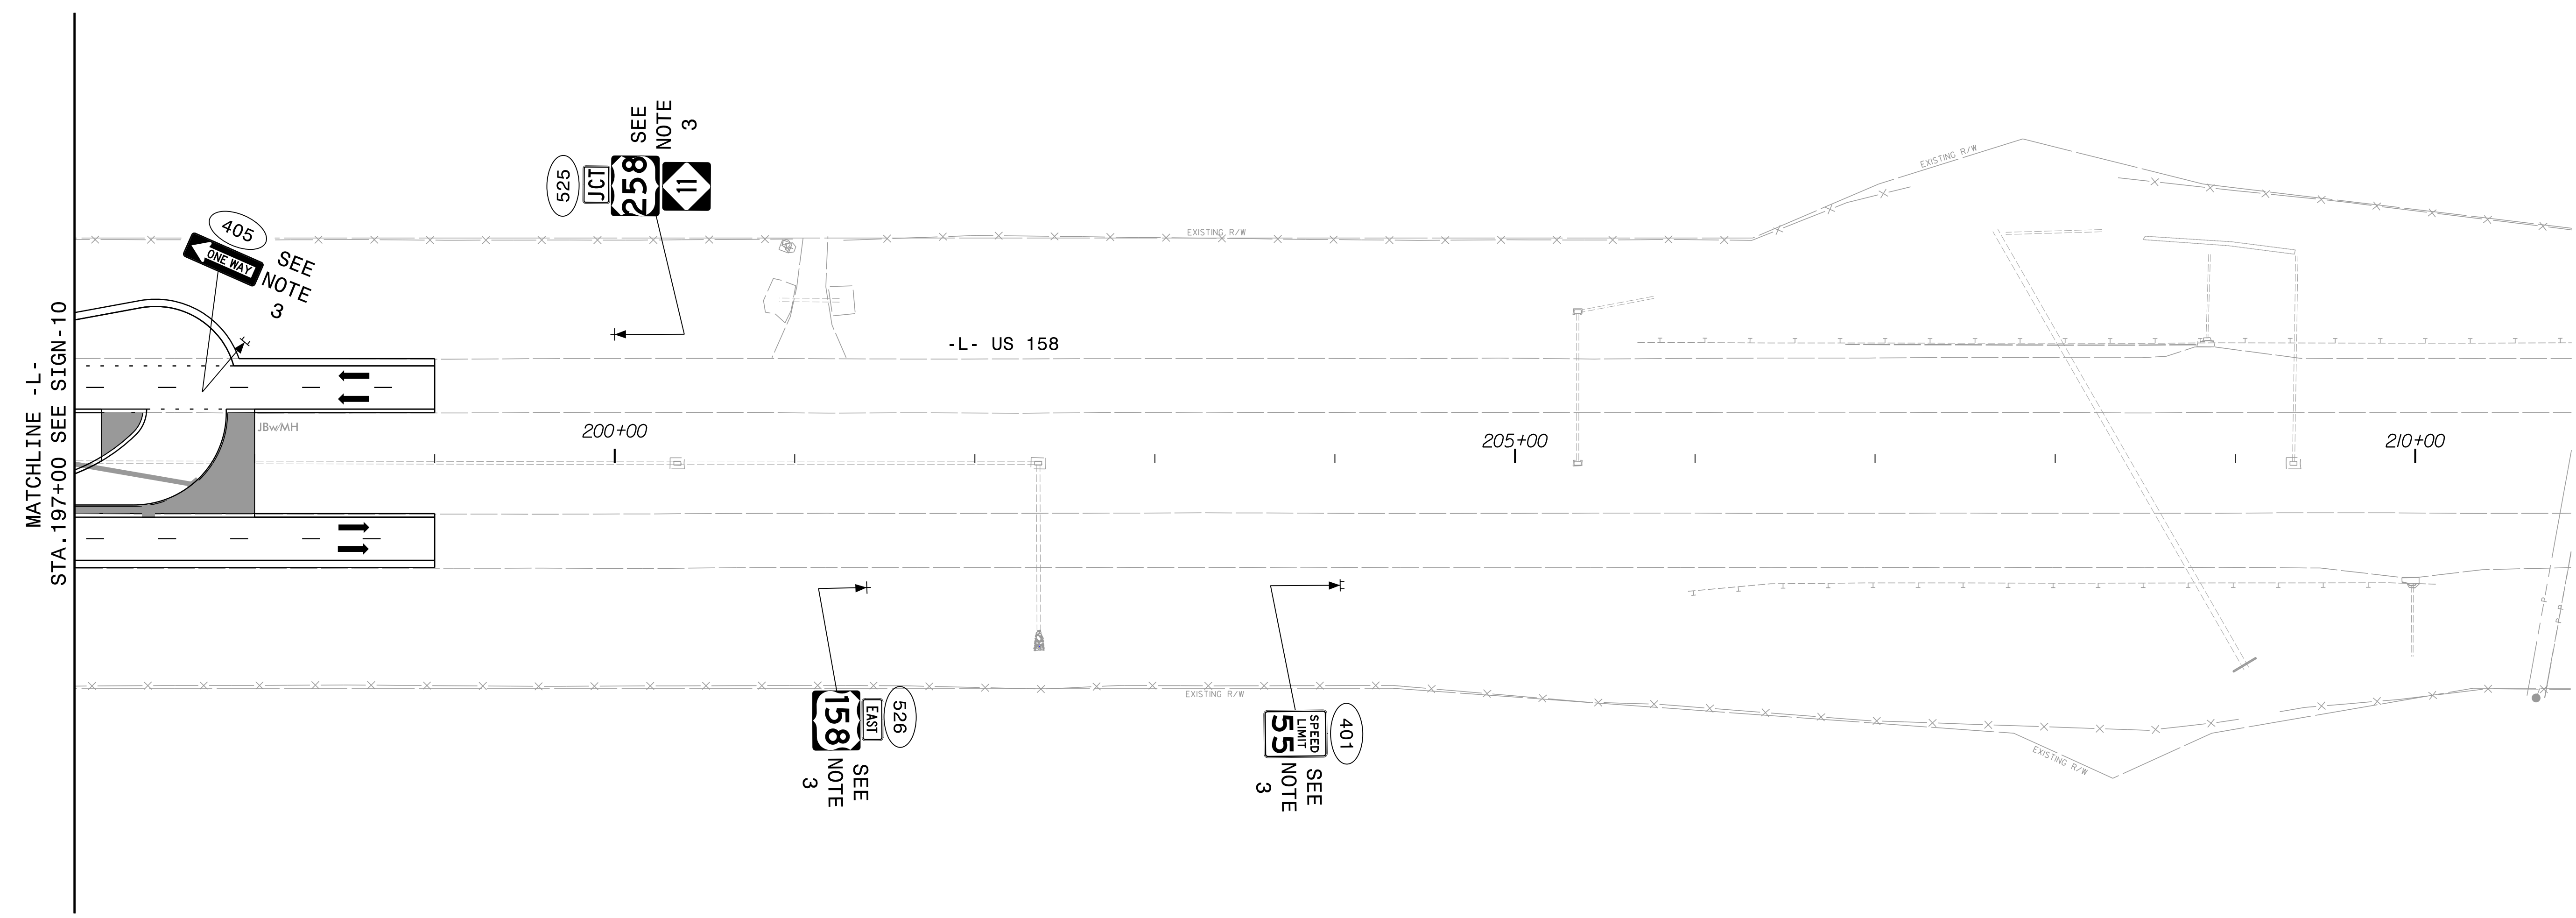 MATCHLINE -L-
STA.197+00 SEE SIGN-10
405
ONE WAY
SEE
NOTE
3
525
JCT
258
11
SEE
NOTE
3
EXISTING R/W
EXISTING R/W
-L- US 158
JBw/MH
200+00
205+00
210+00
526
EAST
158
SEE
NOTE
3
EXISTING R/W
401
SPEED
LIMIT
55
SEE
NOTE
3
EXISTING R/W
P
P